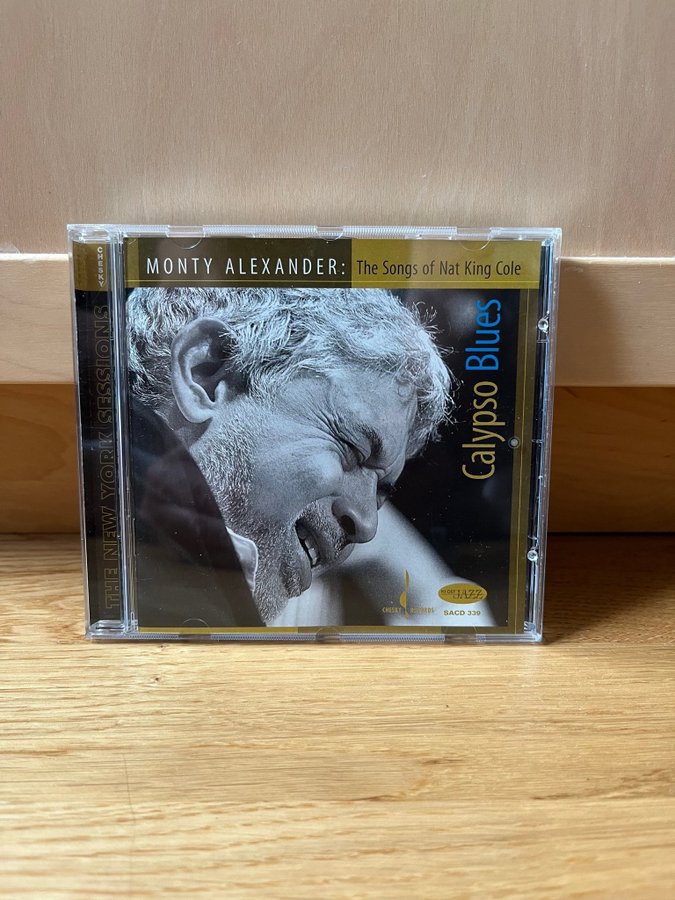 CHESKY
THE NEW YORK SESSIONS
MONTY ALEXANDER: The Songs of Nat King Cole
Calypso Blues
CHESKY RECORDS
JAZZ
SACD 339